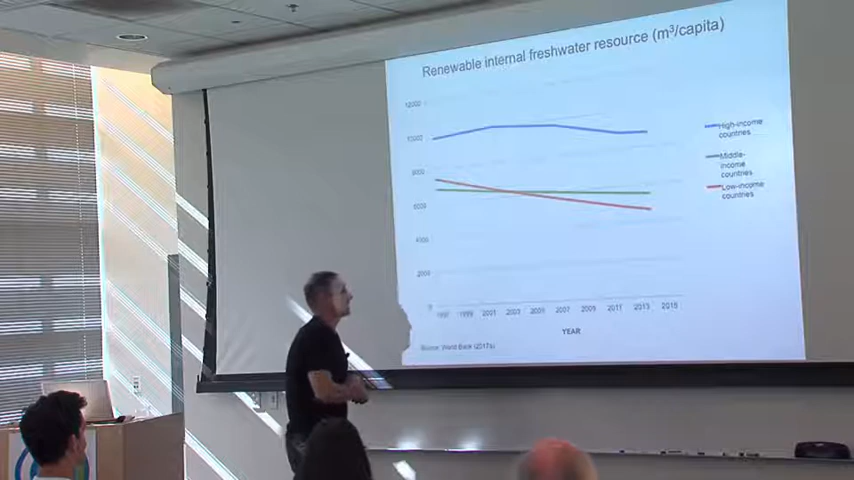 Renewable internal freshwater resource (m³/capita)
12000
10000
8000
6000
4000
2000
0
High-income
countries
Middle-
income
countries
Low-income
countries
1997 1999 2001 2003 2005 2007 2009 2011 2013 2015
YEAR
Source: World Bank (2017a)